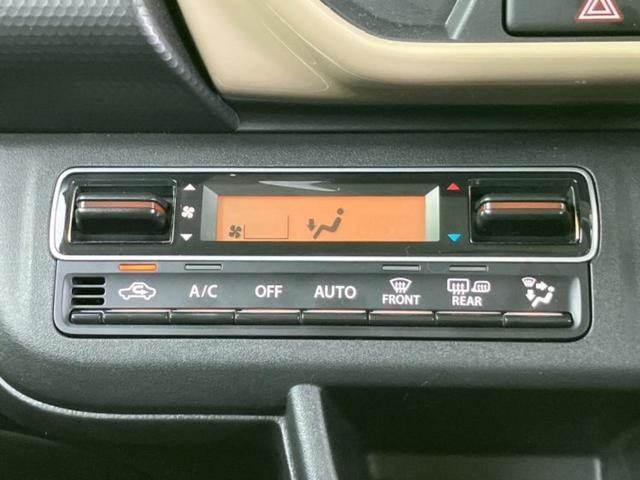 A/C OFF AUTO FRONT REAR